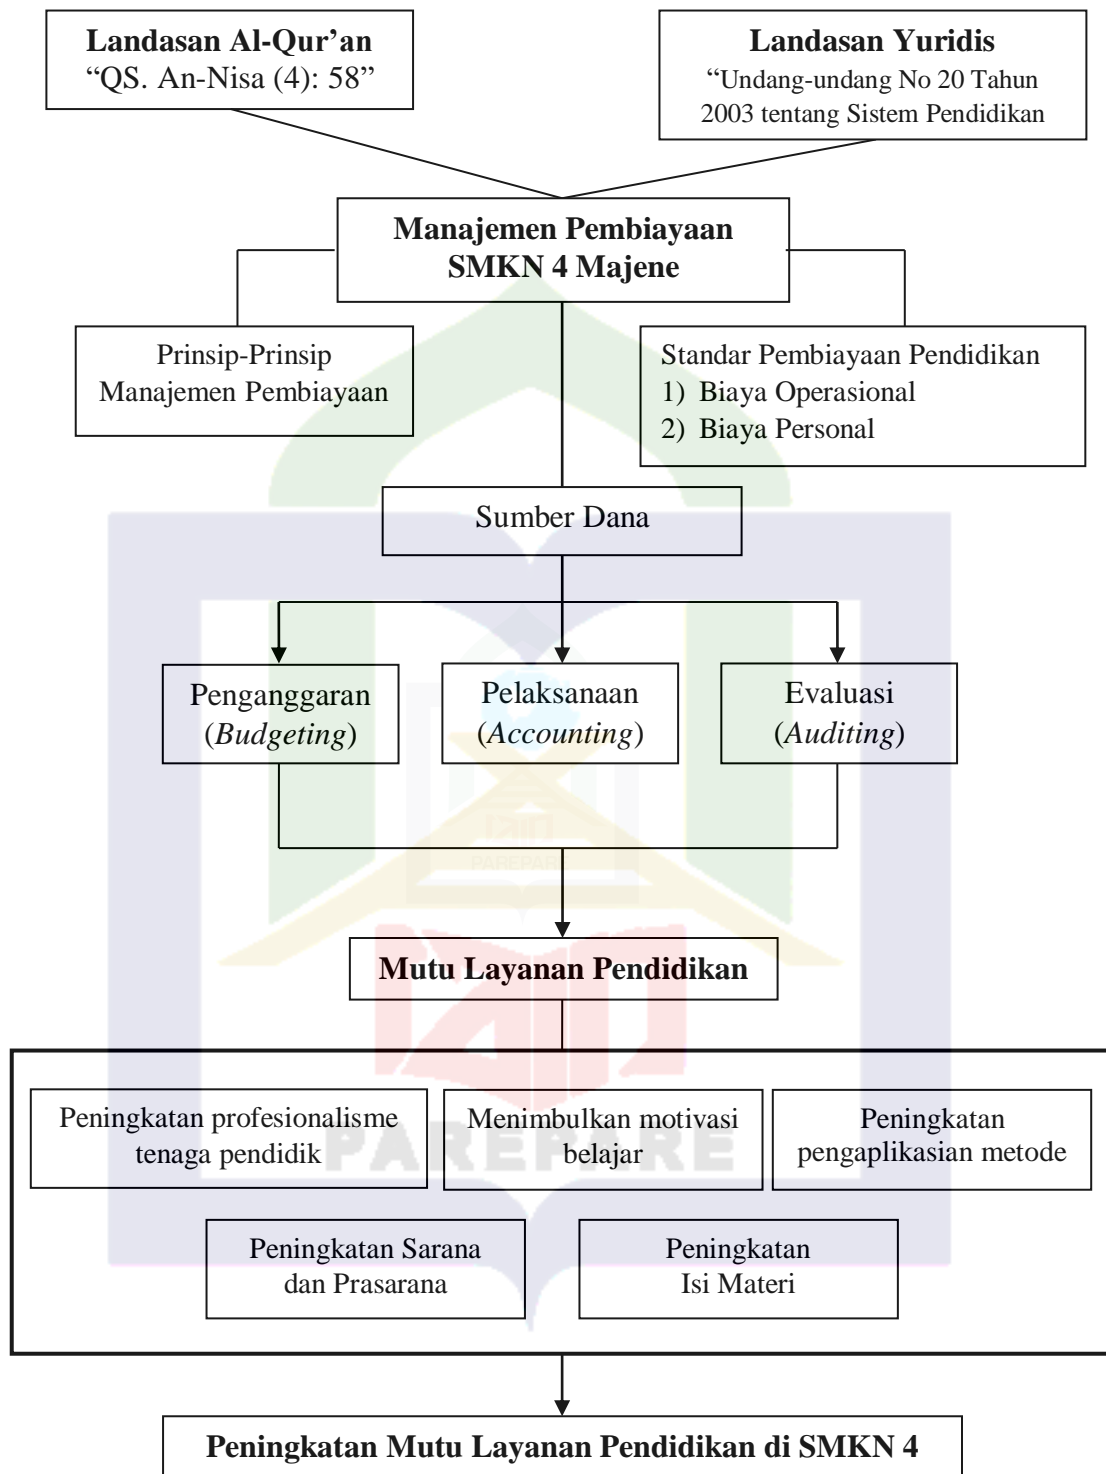 Landasan Al-Qur’an
“QS. An-Nisa (4): 58”
Landasan Yuridis
“Undang-undang No 20 Tahun
2003 tentang Sistem Pendidikan
Manajemen Pembiayaan
SMKN 4 Majene
Prinsip-Prinsip
Manajemen Pembiayaan
Standar Pembiayaan Pendidikan
1) Biaya Operasional
2) Biaya Personal
Sumber Dana
Penganggaran
(Budgeting)
Pelaksanaan
(Accounting)
Evaluasi
(Auditing)
IAIN
PAREPARE
Mutu Layanan Pendidikan
Peningkatan profesionalisme
tenaga pendidik
Menimbulkan motivasi
belajar
Peningkatan
pengaplikasian metode
PAREPARE
Peningkatan Sarana
dan Prasarana
Peningkatan
Isi Materi
Peningkatan Mutu Layanan Pendidikan di SMKN 4